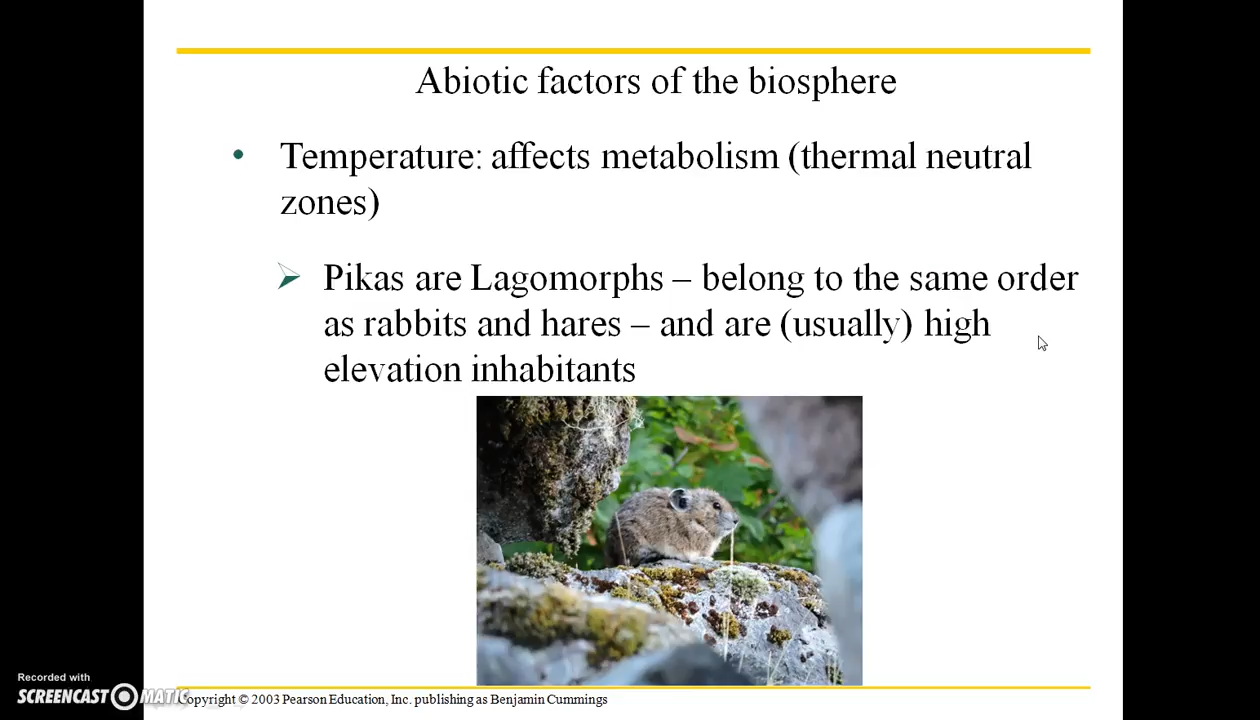 Abiotic factors of the biosphere
• Temperature: affects metabolism (thermal neutral
zones)
➢ Pikas are Lagomorphs – belong to the same order
as rabbits and hares – and are (usually) high
elevation inhabitants
Recorded with
SCREENCAST MATIC
Copyright © 2003 Pearson Education, Inc. publishing as Benjamin Cummings